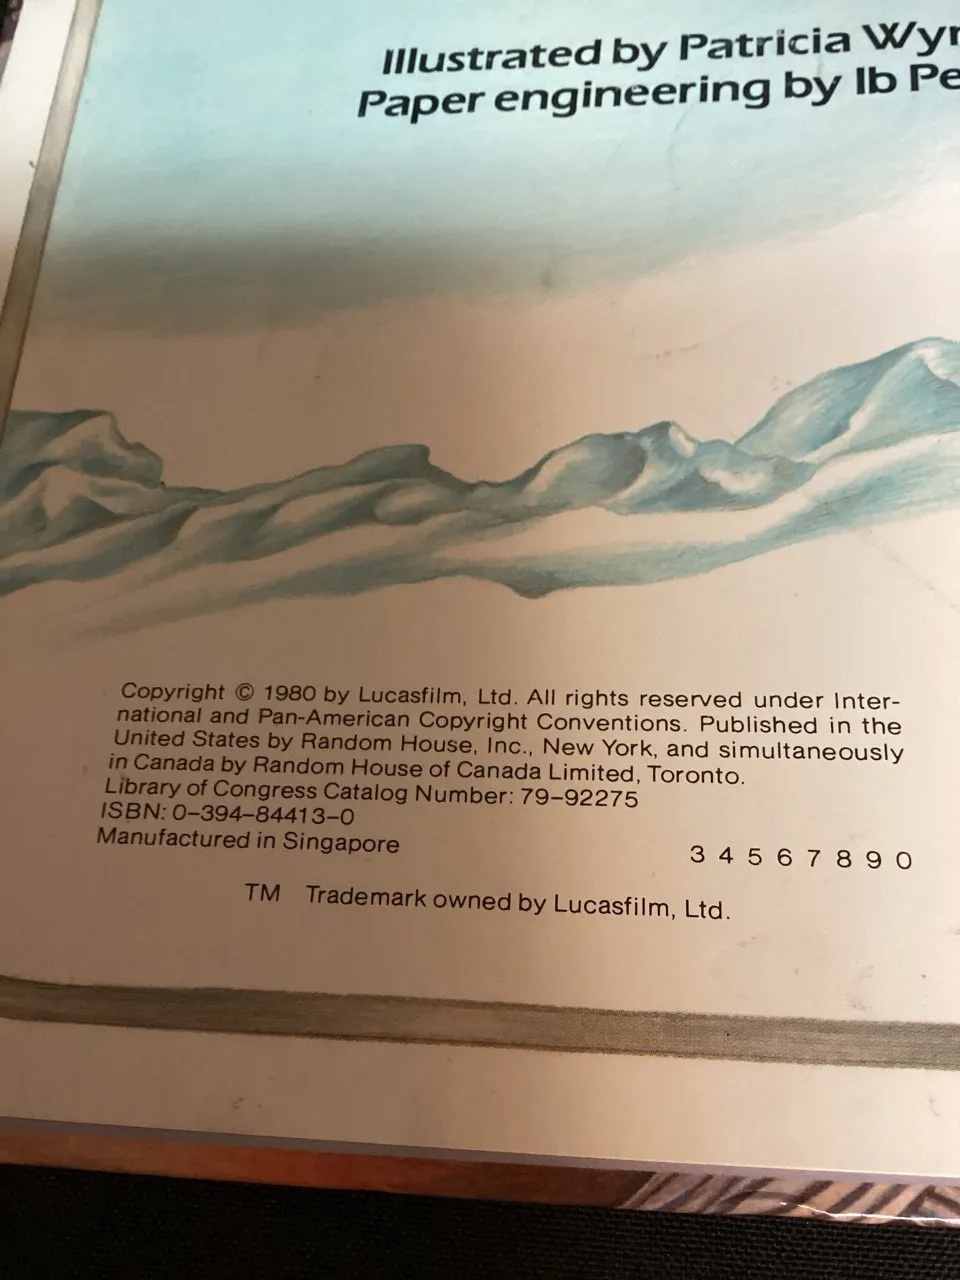 Illustrated by Patricia
Paper engineering by Ib
Copyright © 1980 by Lucasfilm, Ltd. All rights reserved under Inter-
national and Pan-American Copyright Conventions. Published in the
United States by Random House, Inc., New York, and simultaneously
in Canada by Random House of Canada Limited, Toronto.
Library of Congress Catalog Number: 79–92275
ISBN: 0–394–84413–0
Manufactured in Singapore
3 4 5 6 7 8 9 0
TM Trademark owned by Lucasfilm, Ltd.